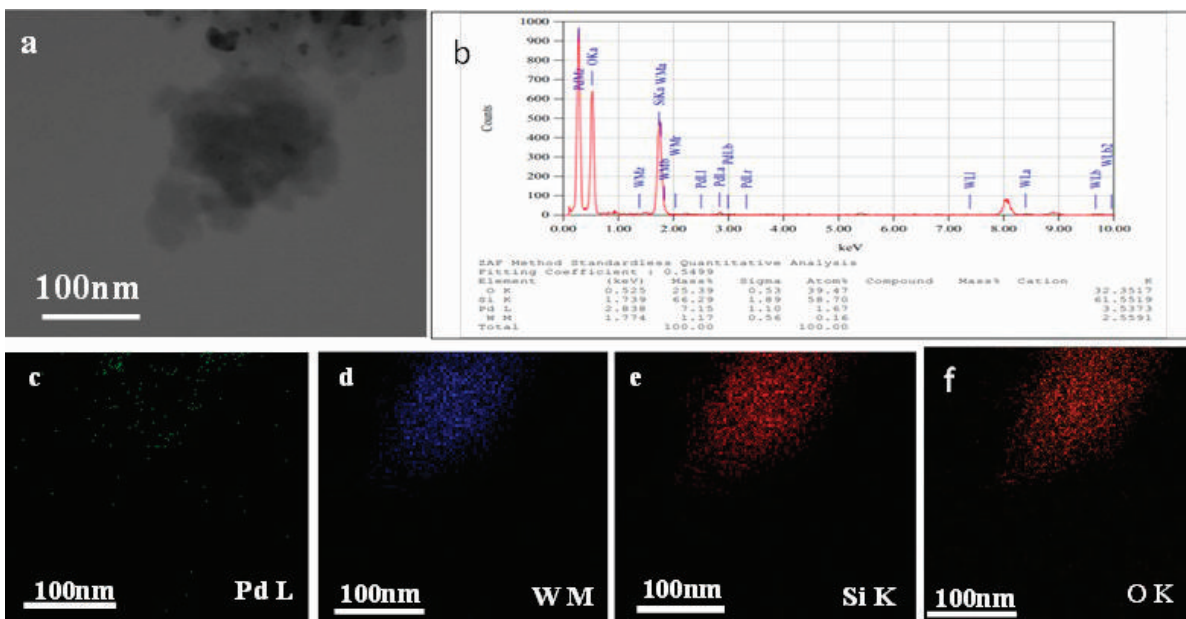 a
100nm
b
1000
900
800
700
600
500
400
300
200
100
0
Counts
PdMz
OKa
SiKa WMa
WMz
WMb
WMr
PdLl
PdLa
PdLb
PdLr
WLl
WLa
WLb
WLb2
0.00 1.00 2.00 3.00 4.00 5.00 6.00 7.00 8.00 9.00 10.00
keV
ZAF Method Standardless Quantitative Analysis
Fitting Coefficient : 0.5499
Element (keV) Mass% Sigma Atom% Compound Mass% Cation K
O K 0.525 25.39 0.53 39.47 32.3517
Si K 1.739 66.29 1.89 58.70 61.5519
Pd L 2.838 7.15 1.10 1.67 3.5373
W M 1.774 1.17 0.56 0.16 2.5591
Total 100.00 100.00
c
100nm Pd L
d
100nm W M
e
100nm Si K
f
100nm O K